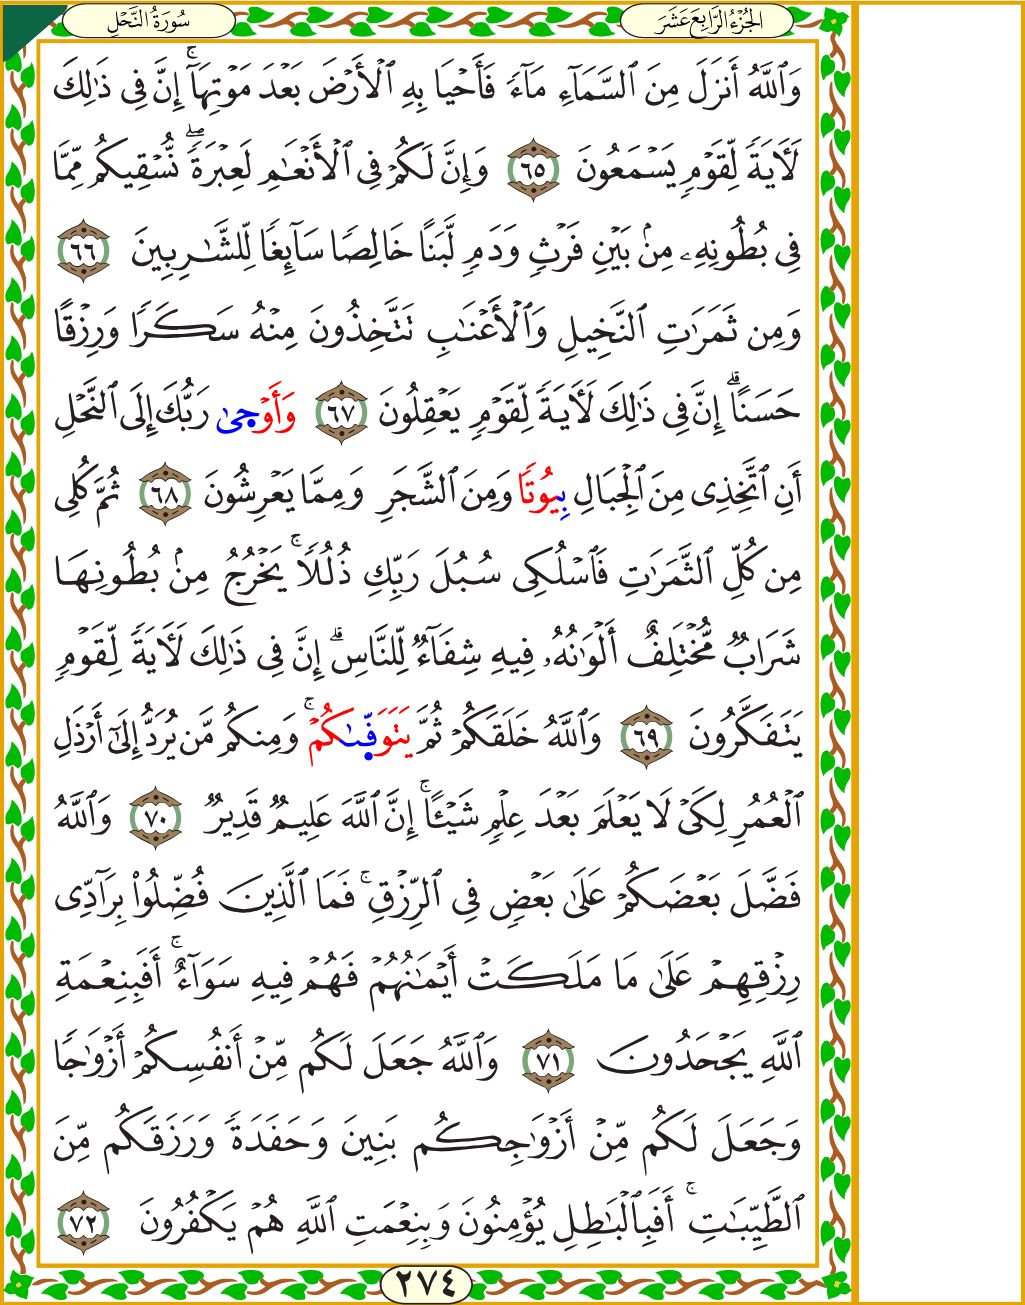 سُورَةُ النَّحْلِ
الجُزْءُ الرَّابِعَ عَشَرَ
وَٱللَّهُ أَنزَلَ مِنَ ٱلسَّمَآءِ مَآءً فَأَحْيَا بِهِ ٱلْأَرْضَ بَعْدَ مَوْتِهَآ ۚ إِنَّ فِى ذَٰلِكَ
لَأٓيَةً لِّقَوْمٍ يَسْمَعُونَ ٦٥ وَإِنَّ لَكُمْ فِى ٱلْأَنْعَٰمِ لَعِبْرَةً ۖ نُّسْقِيكُم مِّمَّا
فِى بُطُونِهِۦ مِنۢ بَيْنِ فَرْثٍ وَدَمٍ لَّبَنًا خَالِصًا سَآئِغًا لِّلشَّٰرِبِينَ ٦٦
وَمِن ثَمَرَٰتِ ٱلنَّخِيلِ وَٱلْأَعْنَٰبِ تَتَّخِذُونَ مِنْهُ سَكَرًا وَرِزْقًا
حَسَنًا ۗ إِنَّ فِى ذَٰلِكَ لَأٓيَةً لِّقَوْمٍ يَعْقِلُونَ ٦٧ وَأَوْحٜىٰ رَبُّكَ إِلَى ٱلنَّحْلِ
أَنِ ٱتَّخِذِى مِنَ ٱلْجِبَالِ بِيُوتًا وَمِنَ ٱلشَّجَرِ وَمِمَّا يَعْرِشُونَ ٦٨ ثُمَّ كُلِى
مِن كُلِّ ٱلثَّمَرَٰتِ فَٱسْلُكِى سُبُلَ رَبِّكِ ذُلُلًا ۚ يَخْرُجُ مِنۢ بُطُونِهَا
شَرَابٌ مُّخْتَلِفٌ أَلْوَٰنُهُۥ فِيهِ شِفَآءٌ لِّلنَّاسِ ۗ إِنَّ فِى ذَٰلِكَ لَأٓيَةً لِّقَوْمٍ
يَتَفَكَّرُونَ ٦٩ وَٱللَّهُ خَلَقَكُمْ ثُمَّ يَتَوَفّٜىٰكُمْ ۚ وَمِنكُم مَّن يُرَدُّ إِلَىٰٓ أَرْذَلِ
ٱلْعُمُرِ لِكَىْ لَا يَعْلَمَ بَعْدَ عِلْمٍ شَيْـًٔا ۚ إِنَّ ٱللَّهَ عَلِيمٌ قَدِيرٌ ٧٠ وَٱللَّهُ
فَضَّلَ بَعْضَكُمْ عَلَىٰ بَعْضٍ فِى ٱلرِّزْقِ ۚ فَمَا ٱلَّذِينَ فُضِّلُوا۟ بِرَآدِّى
رِزْقِهِمْ عَلَىٰ مَا مَلَكَتْ أَيْمَٰنُهُمْ فَهُمْ فِيهِ سَوَآءٌ ۚ أَفَبِنِعْمَةِ
ٱللَّهِ يَجْحَدُونَ ٧١ وَٱللَّهُ جَعَلَ لَكُم مِّنْ أَنفُسِكُمْ أَزْوَٰجًا
وَجَعَلَ لَكُم مِّنْ أَزْوَٰجِكُم بَنِينَ وَحَفَدَةً وَرَزَقَكُم مِّنَ
ٱلطَّيِّبَٰتِ ۚ أَفَبِٱلْبَٰطِلِ يُؤْمِنُونَ وَبِنِعْمَتِ ٱللَّهِ هُمْ يَكْفُرُونَ ٧٢
٢٧٤